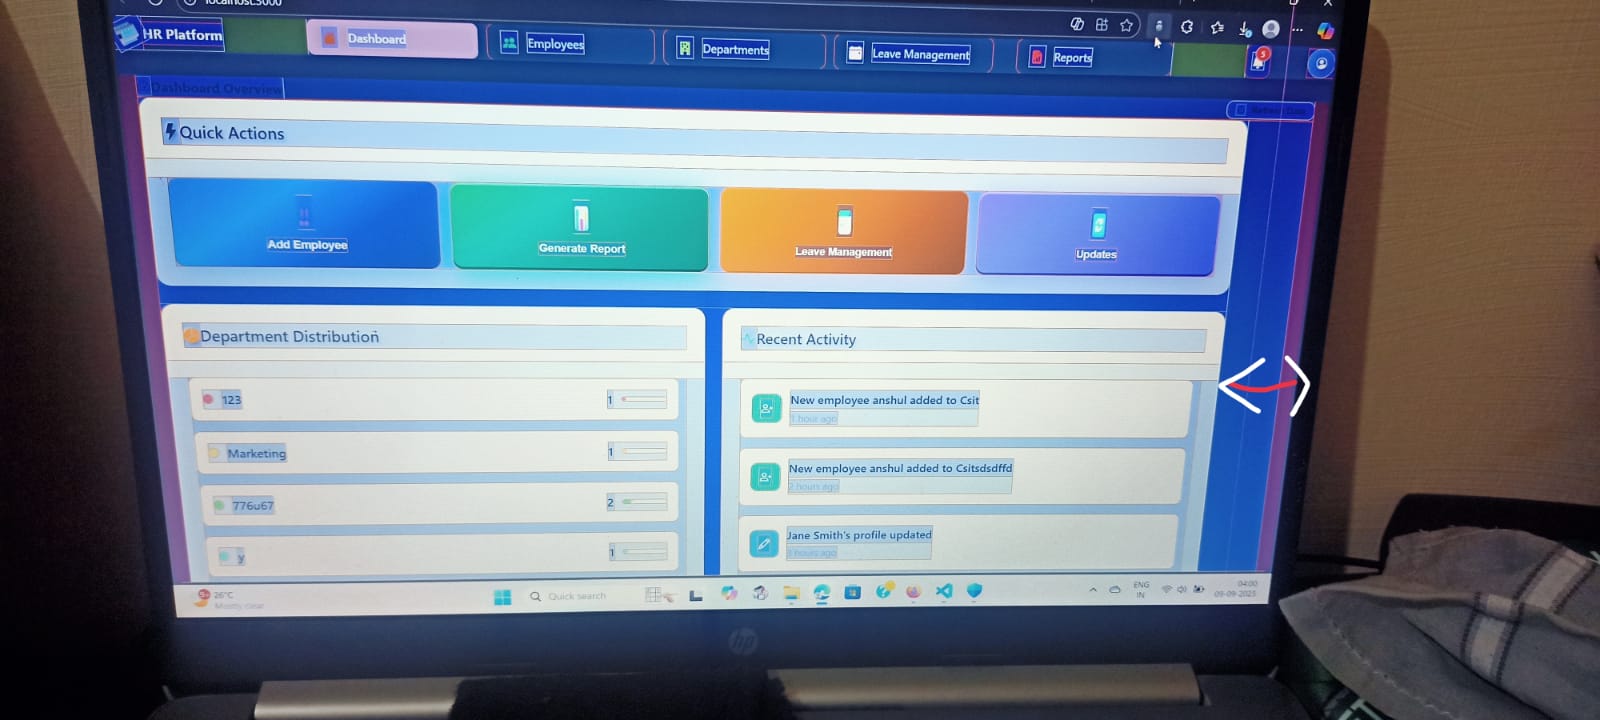 localhost:3000
HR Platform
Dashboard
Employees
Departments
Leave Management
Reports
5
Dashboard Overview
Quick Actions
Add Employee
Generate Report
Leave Management
Updates
Department Distribution
123
1
Marketing
1
776u67
2
y
1
Recent Activity
New employee anshul added to Csit
1 hour ago
New employee anshul added to Csitsdsdffd
2 hours ago
Jane Smith's profile updated
hours ago
26°C
Mostly clear
Quick search
ENG
IN
04:00
09-09-2025
hp